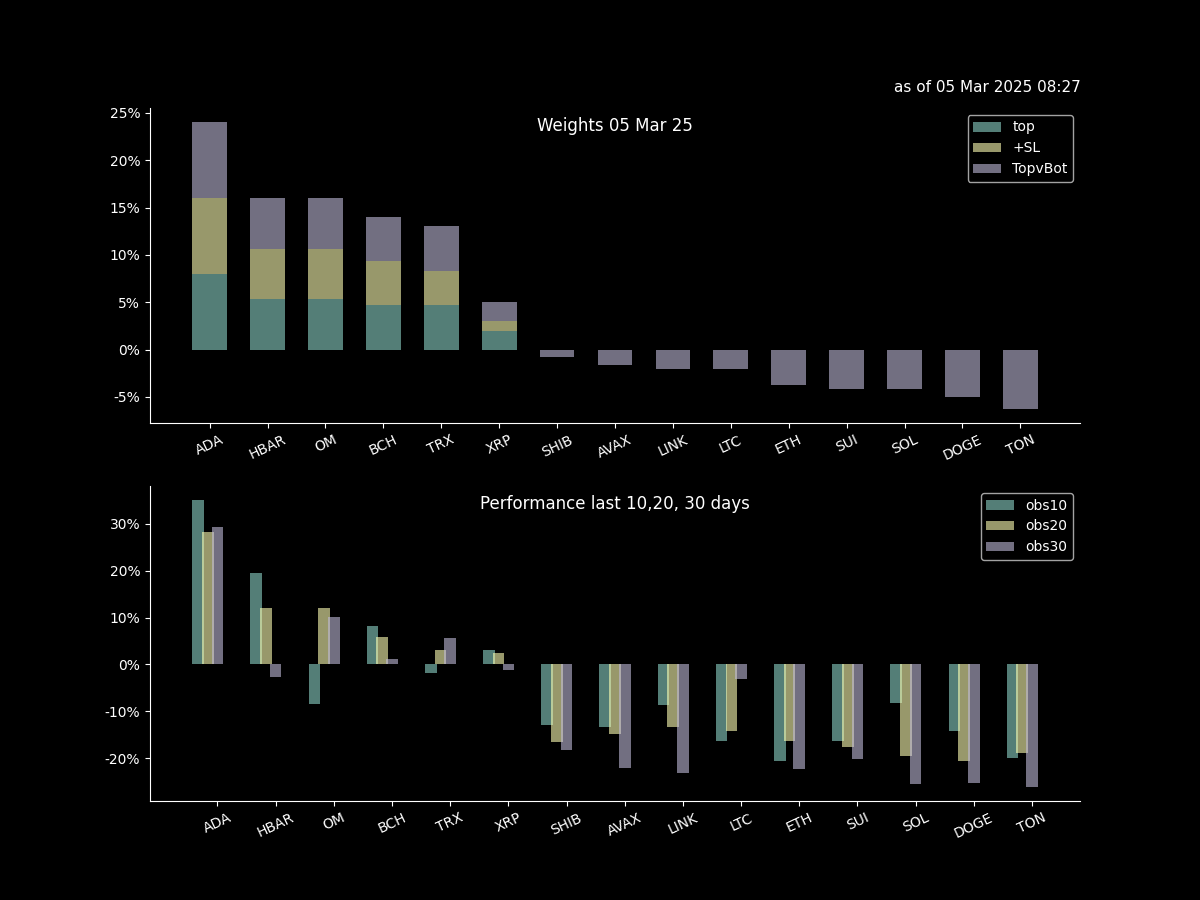 as of 05 Mar 2025 08:27
Weights 05 Mar 25
top
+SL
TopvBot
25%
20%
15%
10%
5%
0%
-5%
ADA HBAR OM BCH TRX XRP SHIB AVAX LINK LTC ETH SUI SOL DOGE TON
Performance last 10,20, 30 days
obs10
obs20
obs30
30%
20%
10%
0%
-10%
-20%
ADA HBAR OM BCH TRX XRP SHIB AVAX LINK LTC ETH SUI SOL DOGE TON